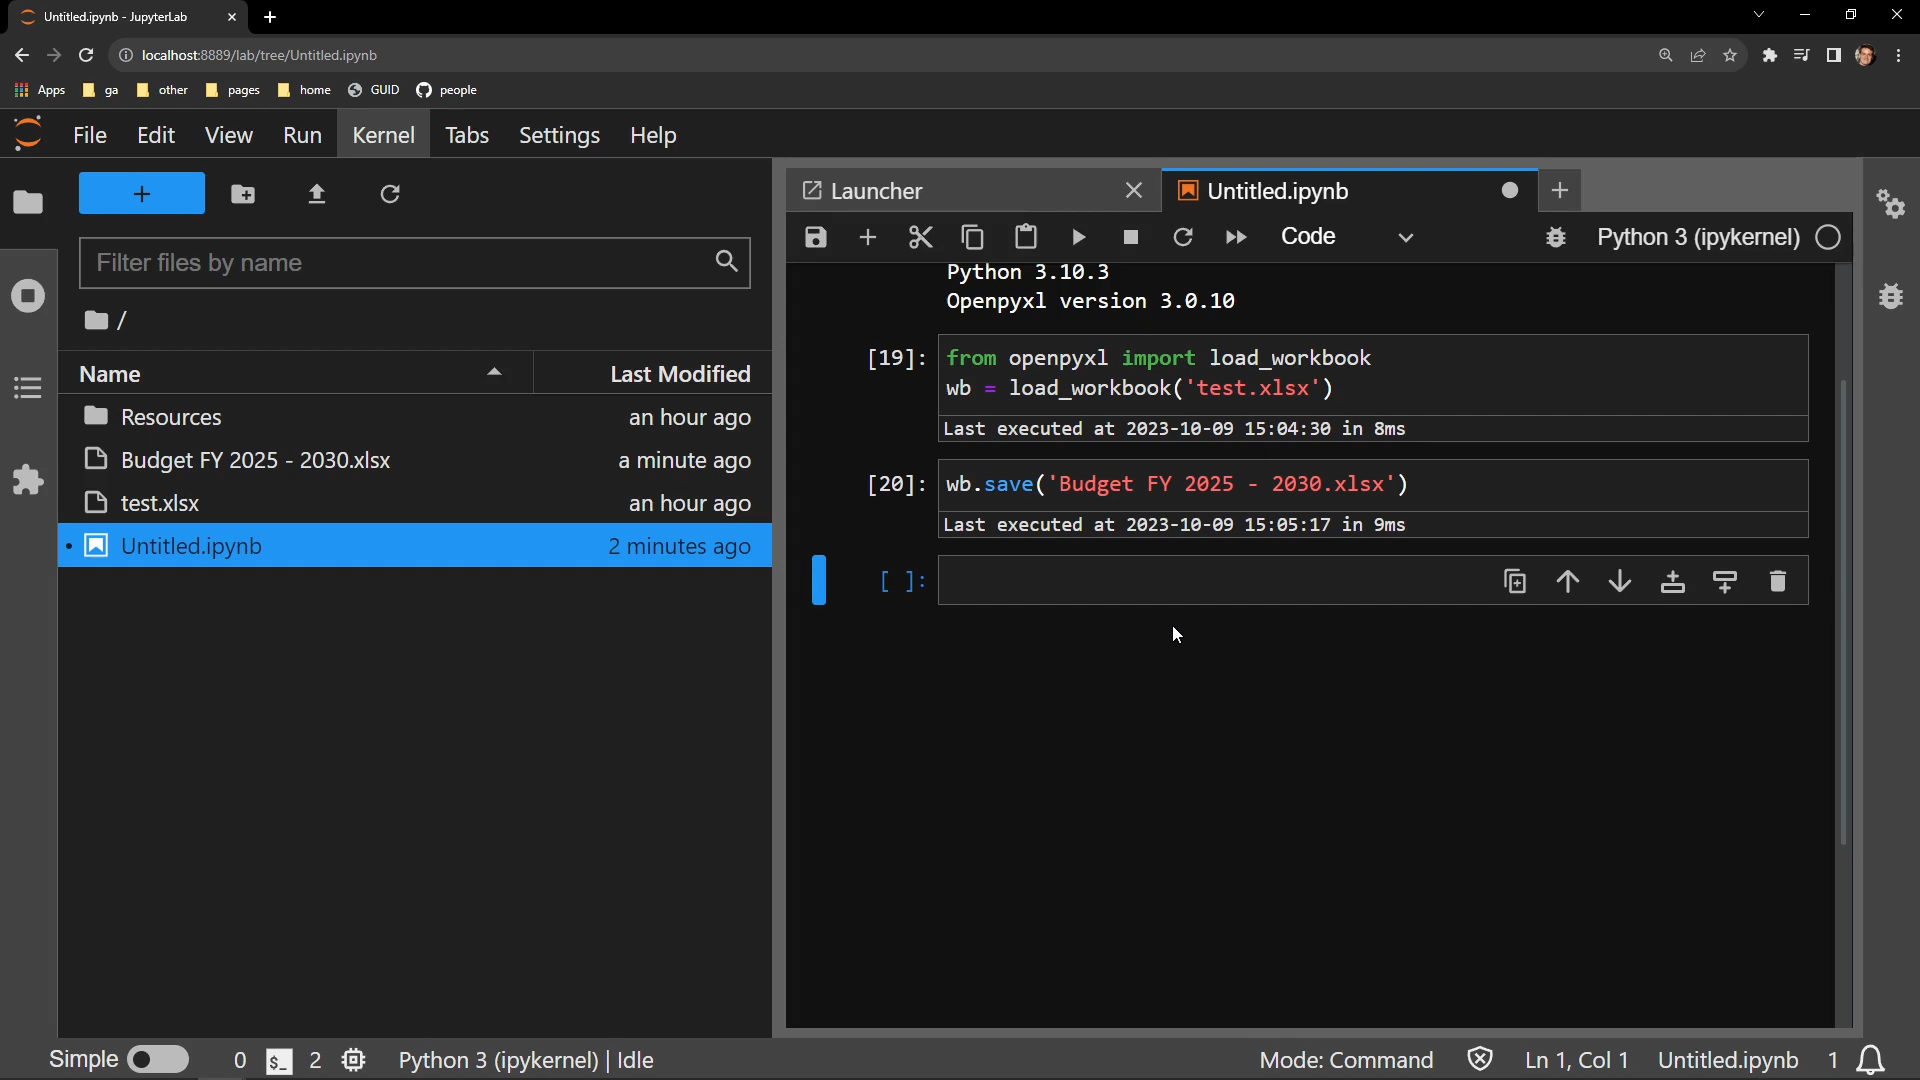 Untitled.ipynb - JupyterLab
localhost:8889/lab/tree/Untitled.ipynb
Apps ga other pages home GUID people
File Edit View Run Kernel Tabs Settings Help
Filter files by name
/
Name Last Modified
Resources an hour ago
Budget FY 2025 - 2030.xlsx a minute ago
test.xlsx an hour ago
Untitled.ipynb 2 minutes ago
Launcher Untitled.ipynb
Code Python 3 (ipykernel)
Python 3.10.3
Openpyxl version 3.0.10
[19]: from openpyxl import load_workbook
wb = load_workbook('test.xlsx')
Last executed at 2023-10-09 15:04:30 in 8ms
[20]: wb.save('Budget FY 2025 - 2030.xlsx')
Last executed at 2023-10-09 15:05:17 in 9ms
[ ]:
Simple 0 $_ 2 Python 3 (ipykernel) | Idle Mode: Command Ln 1, Col 1 Untitled.ipynb 1